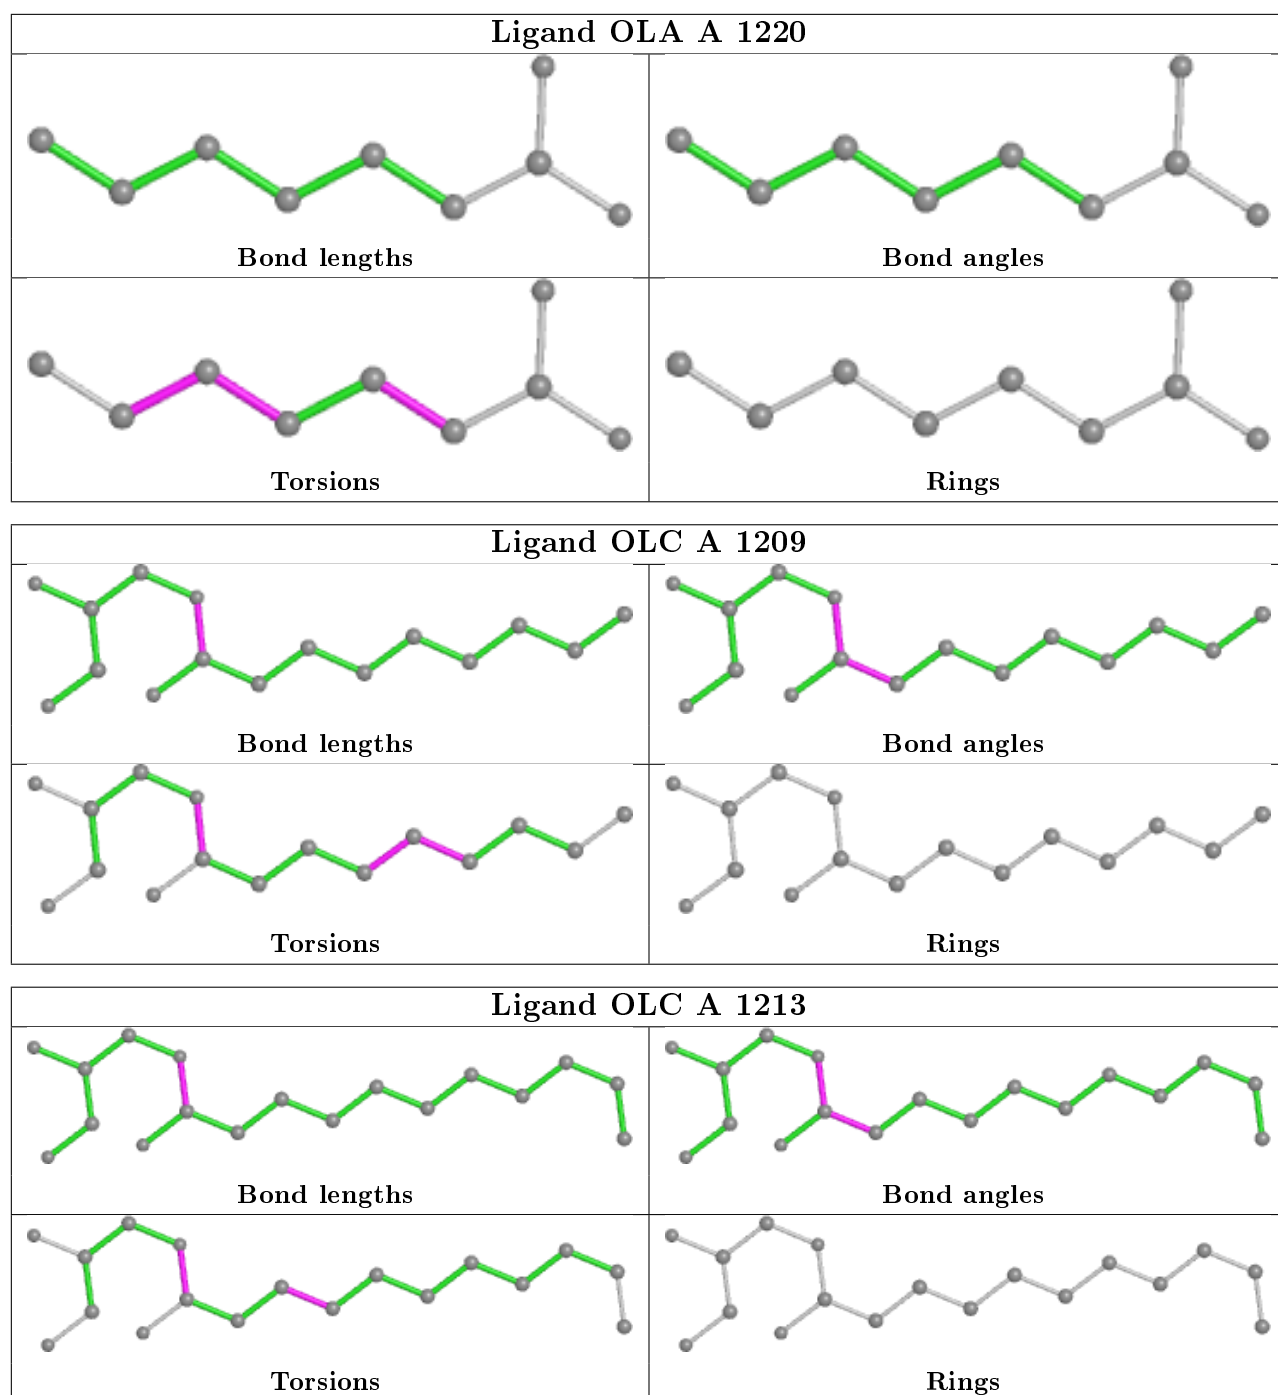 Ligand OLA A 1220
Bond lengths
Bond angles
Torsions
Rings
Ligand OLC A 1209
Bond lengths
Bond angles
Torsions
Rings
Ligand OLC A 1213
Bond lengths
Bond angles
Torsions
Rings